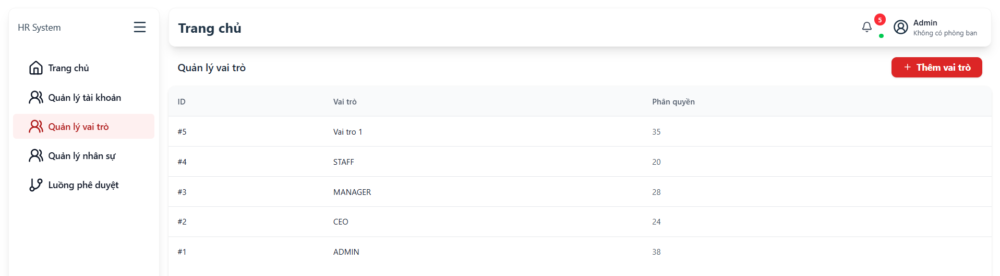 HR System
Trang chủ
Quản lý tài khoản
Quản lý vai trò
Quản lý nhân sự
Luồng phê duyệt
Trang chủ
5
Admin
Không có phòng ban
Quản lý vai trò
+ Thêm vai trò
ID Vai trò Phân quyền
#5 Vai tro 1 35
#4 STAFF 20
#3 MANAGER 28
#2 CEO 24
#1 ADMIN 38